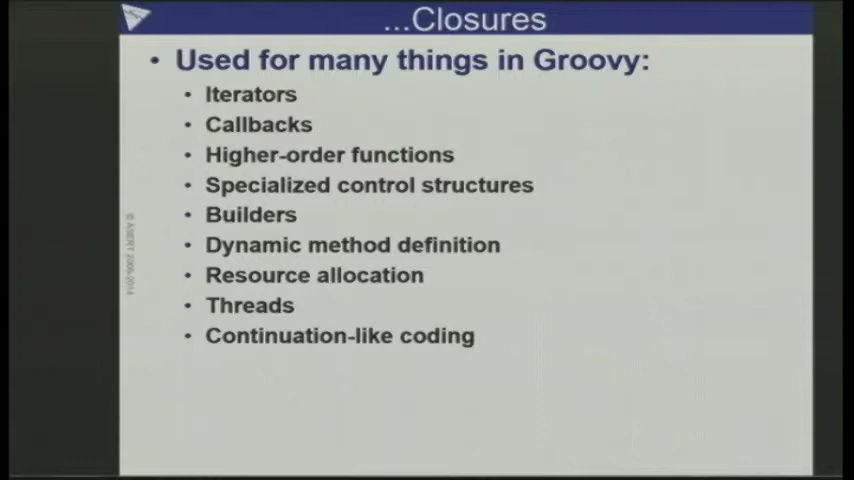 ...Closures
• Used for many things in Groovy:
• Iterators
• Callbacks
• Higher-order functions
• Specialized control structures
• Builders
• Dynamic method definition
• Resource allocation
• Threads
• Continuation-like coding